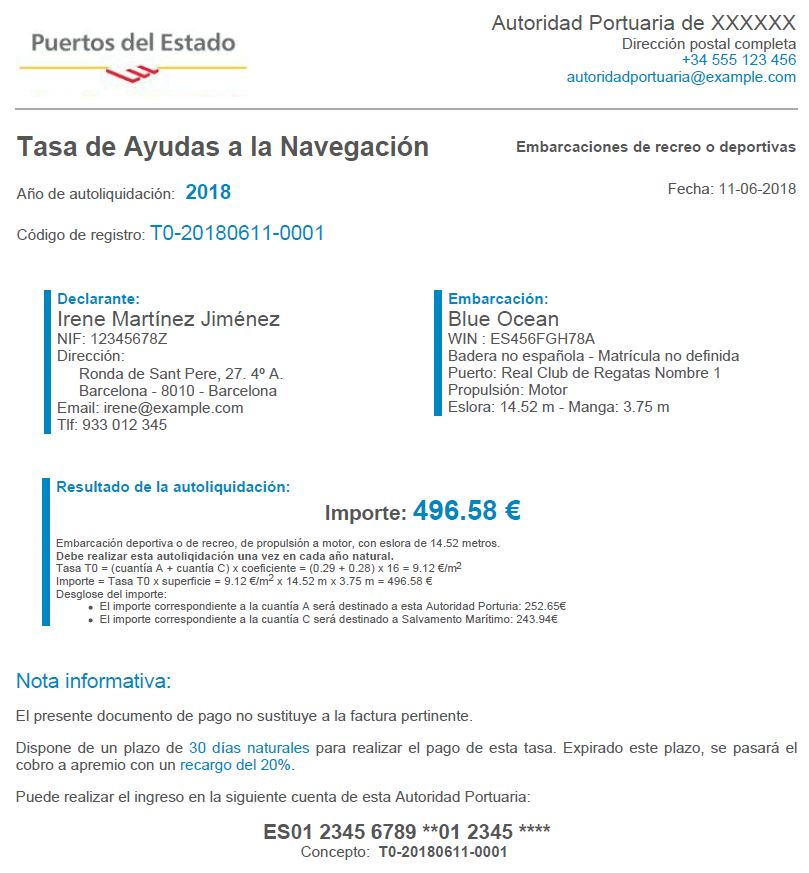 Puertos del Estado
Autoridad Portuaria de XXXXXX
Dirección postal completa
+34 555 123 456
autoridadportuaria@example.com
Tasa de Ayudas a la Navegación
Embarcaciones de recreo o deportivas
Año de autoliquidación: 2018
Fecha: 11-06-2018
Código de registro: T0-20180611-0001
Declarante:
Irene Martínez Jiménez
NIF: 12345678Z
Dirección:
Ronda de Sant Pere, 27. 4º A.
Barcelona - 8010 - Barcelona
Email: irene@example.com
Tlf: 933 012 345
Embarcación:
Blue Ocean
WIN : ES456FGH78A
Badera no española - Matrícula no definida
Puerto: Real Club de Regatas Nombre 1
Propulsión: Motor
Eslora: 14.52 m - Manga: 3.75 m
Resultado de la autoliquidación:
Importe: 496.58 €
Embarcación deportiva o de recreo, de propulsión a motor, con eslora de 14.52 metros.
Debe realizar esta autoliqidación una vez en cada año natural.
Tasa T0 = (cuantía A + cuantía C) x coeficiente = (0.29 + 0.28) x 16 = 9.12 €/m2
Importe = Tasa T0 x superficie = 9.12 €/m2 x 14.52 m x 3.75 m = 496.58 €
Desglose del importe:
• El importe correspondiente a la cuantía A será destinado a esta Autoridad Porturia: 252.65€
• El importe correspondiente a la cuantía C será destinado a Salvamento Marítimo: 243.94€
Nota informativa:
El presente documento de pago no sustituye a la factura pertinente.
Dispone de un plazo de 30 días naturales para realizar el pago de esta tasa. Expirado este plazo, se pasará el
cobro a apremio con un recargo del 20%.
Puede realizar el ingreso en la siguiente cuenta de esta Autoridad Portuaria:
ES01 2345 6789 **01 2345 ****
Concepto: T0-20180611-0001